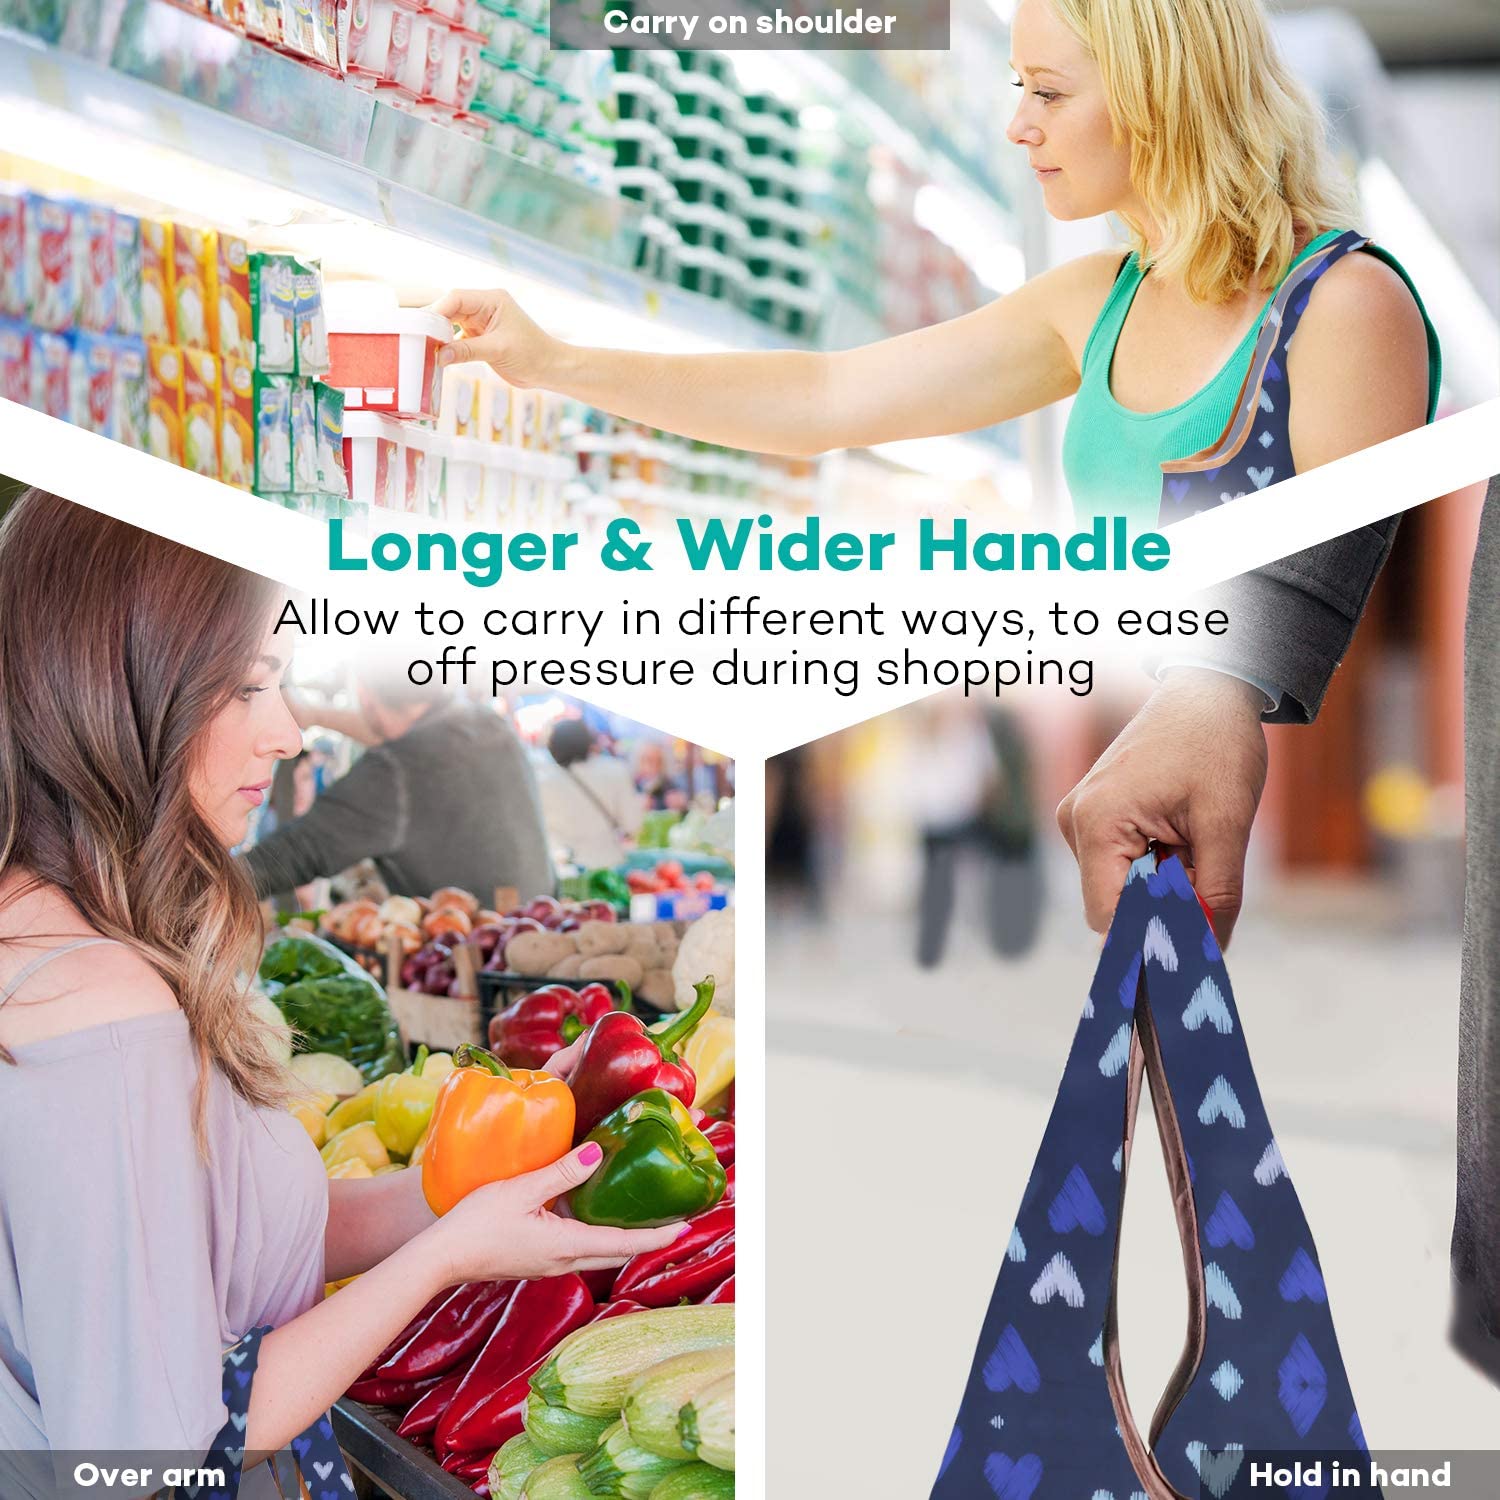 Carry on shoulder
Longer & Wider Handle
Allow to carry in different ways, to ease
off pressure during shopping
Over arm
Hold in hand